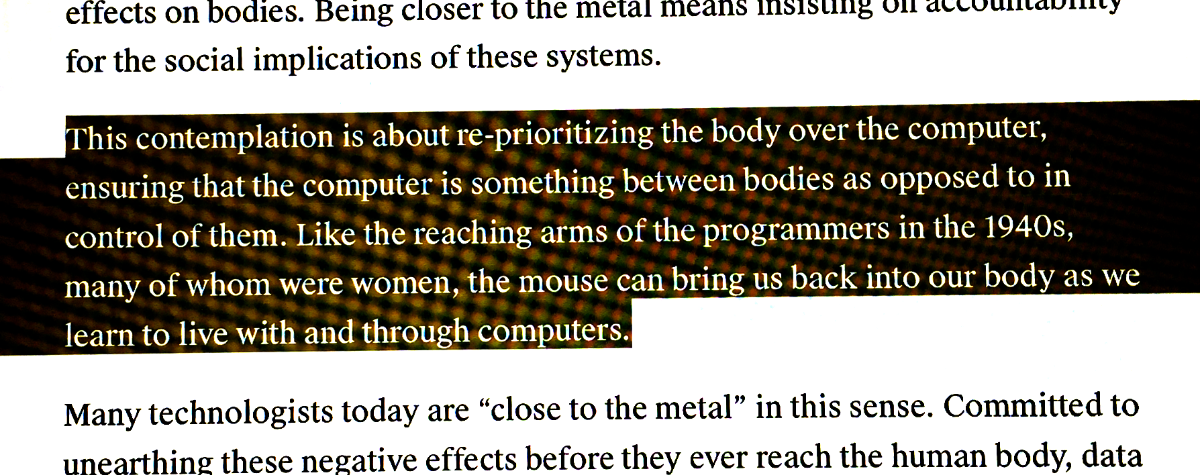 effects on bodies. Being closer to the metal means insisting on accountability
for the social implications of these systems.
This contemplation is about re-prioritizing the body over the computer,
ensuring that the computer is something between bodies as opposed to in
control of them. Like the reaching arms of the programmers in the 1940s,
many of whom were women, the mouse can bring us back into our body as we
learn to live with and through computers.
Many technologists today are “close to the metal” in this sense. Committed to
unearthing these negative effects before they ever reach the human body, data